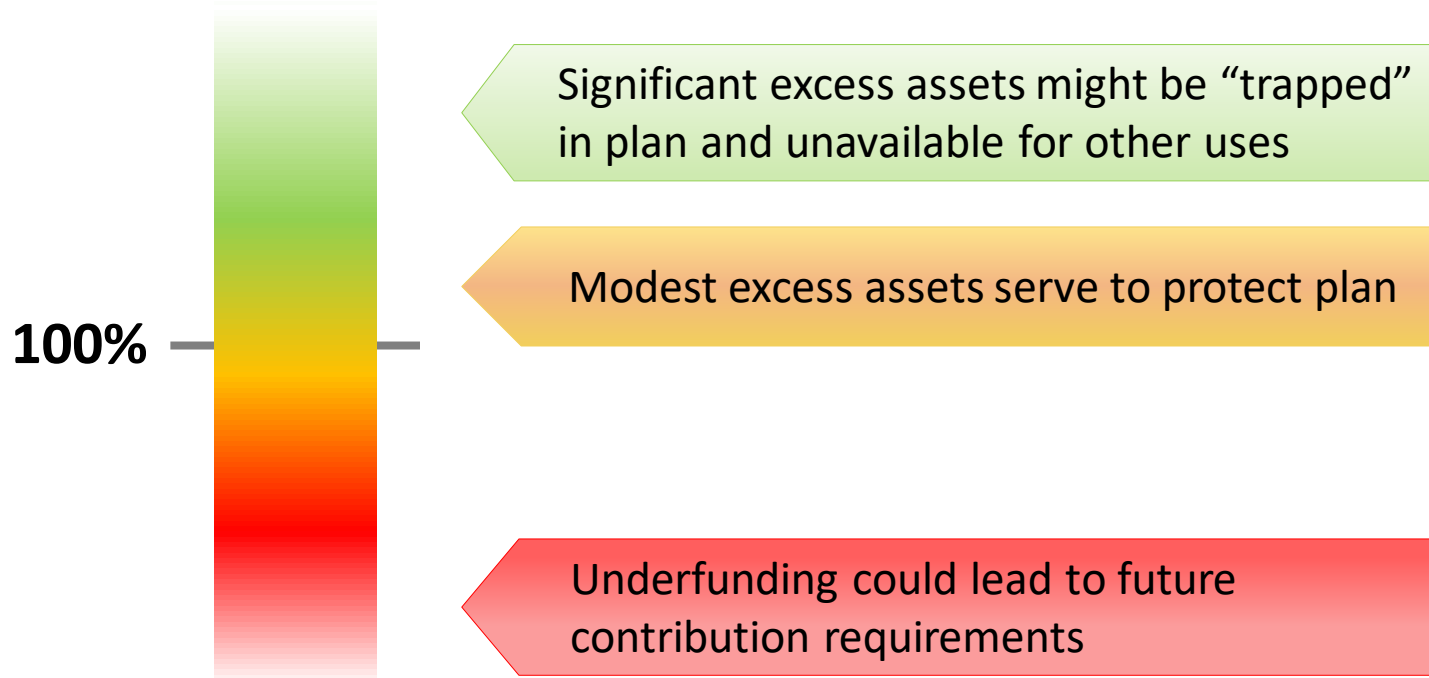 Significant excess assets might be “trapped”
in plan and unavailable for other uses
Modest excess assets serve to protect plan
100%
Underfunding could lead to future
contribution requirements